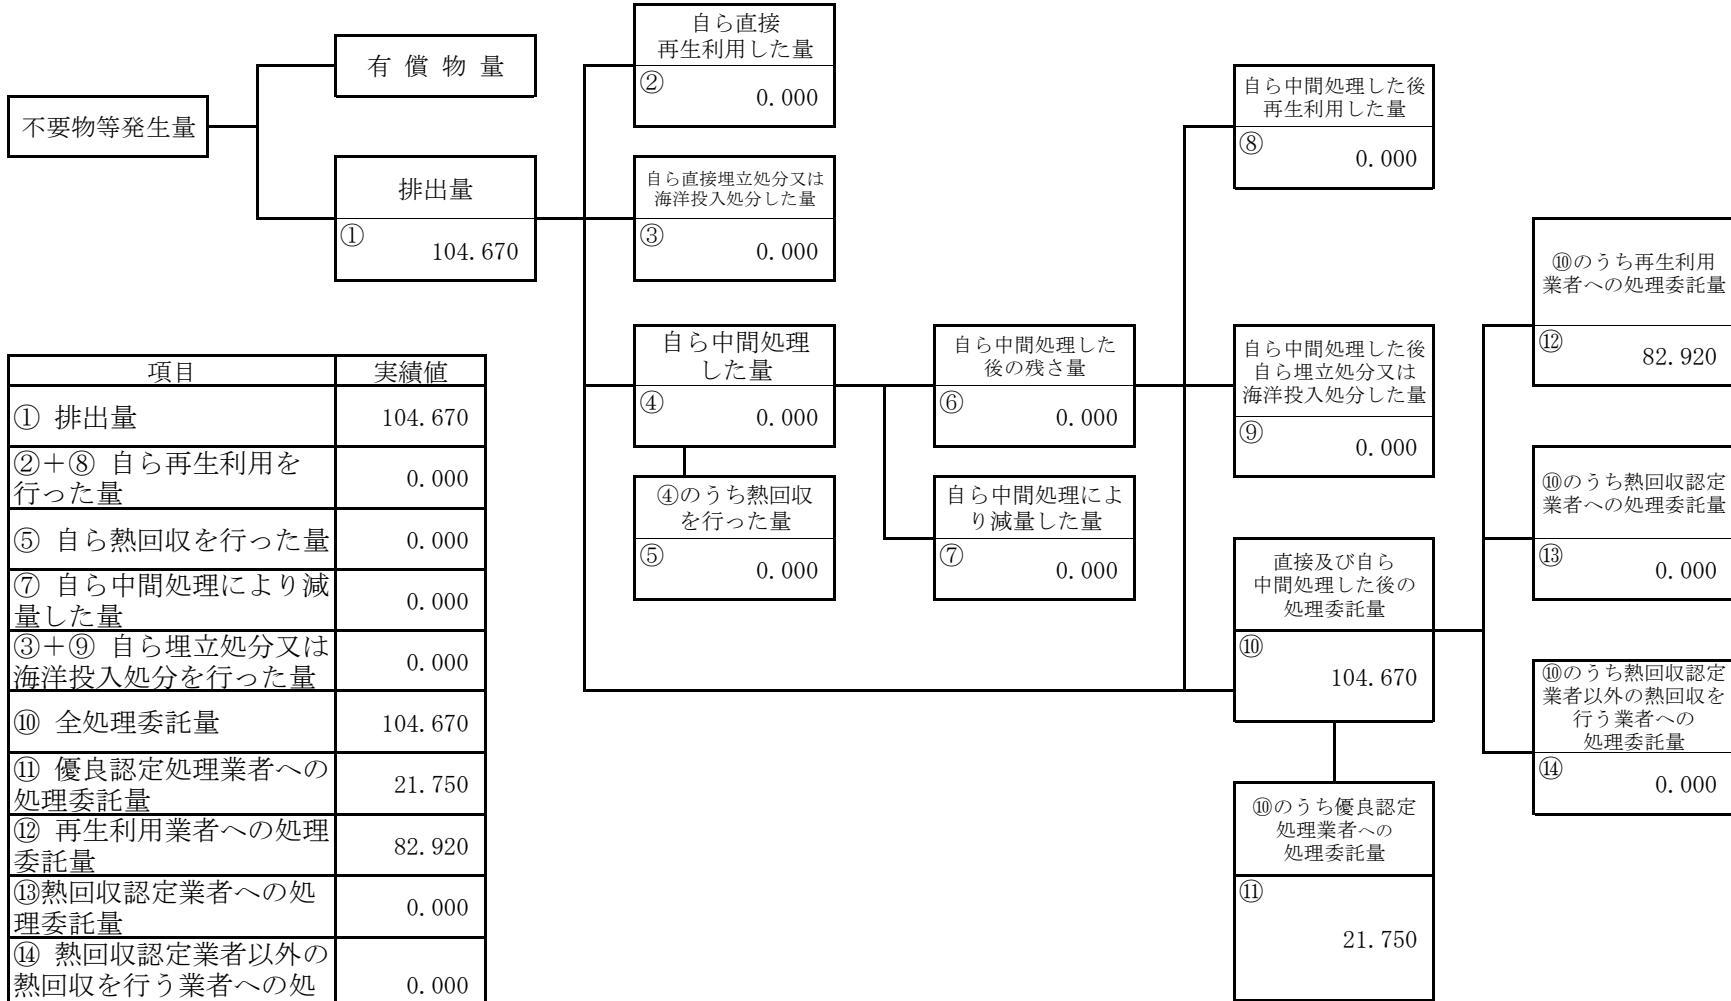 不要物等発生量
有 償 物 量
排出量
①
104.670
自ら直接
再生利用した量
②
0.000
自ら直接埋立処分又は
海洋投入処分した量
③
0.000
自ら中間処理
した量
④
0.000
④のうち熱回収
を行った量
⑤
0.000
自ら中間処理した
後の残さ量
⑥
0.000
自ら中間処理によ
り減量した量
⑦
0.000
自ら中間処理した後
再生利用した量
⑧
0.000
自ら中間処理した後
自ら埋立処分又は
海洋投入処分した量
⑨
0.000
直接及び自ら
中間処理した後の
処理委託量
⑩
104.670
⑩のうち優良認定
処理業者への
処理委託量
⑪
21.750
⑩のうち再生利用
業者への処理委託量
⑫
82.920
⑩のうち熱回収認定
業者への処理委託量
⑬
0.000
⑩のうち熱回収認定
業者以外の熱回収を
行う業者への
処理委託量
⑭
0.000
項目 実績値
① 排出量 104.670
②+⑧ 自ら再生利用を
行った量 0.000
⑤ 自ら熱回収を行った量 0.000
⑦ 自ら中間処理により減
量した量 0.000
③+⑨ 自ら埋立処分又は
海洋投入処分を行った量 0.000
⑩ 全処理委託量 104.670
⑪ 優良認定処理業者への
処理委託量 21.750
⑫ 再生利用業者への処理
委託量 82.920
⑬熱回収認定業者への処
理委託量 0.000
⑭ 熱回収認定業者以外の
熱回収を行う業者への処 0.000